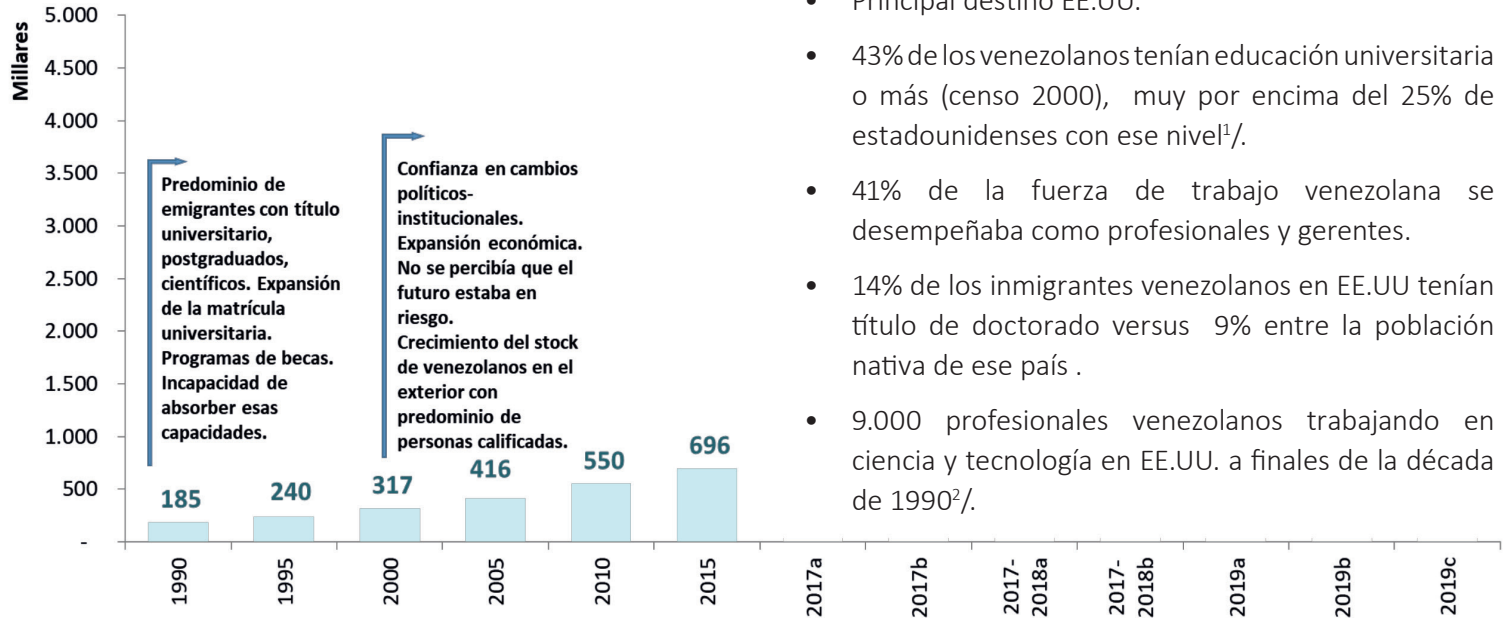 Millares
5.000
4.500
4.000
3.500
3.000
2.500
2.000
1.500
1.000
500
-
Predominio de
emigrantes con título
universitario,
postgraduados,
científicos. Expansión
de la matrícula
universitaria.
Programas de becas.
Incapacidad de
absorber esas
capacidades.
Confianza en cambios
políticos-
institucionales.
Expansión económica.
No se percibía que el
futuro estaba en
riesgo.
Crecimiento del stock
de venezolanos en el
exterior con
predominio de
personas calificadas.
185
240
317
416
550
696
1990
1995
2000
2005
2010
2015
2017a
2017b
2017-
2018a
2017-
2018b
2019a
2019b
2019c
• Principal destino EE.UU.
• 43% de los venezolanos tenían educación universitaria
o más (censo 2000), muy por encima del 25% de
estadounidenses con ese nivel¹/.
• 41% de la fuerza de trabajo venezolana se
desempeñaba como profesionales y gerentes.
• 14% de los inmigrantes venezolanos en EE.UU tenían
título de doctorado versus 9% entre la población
nativa de ese país .
• 9.000 profesionales venezolanos trabajando en
ciencia y tecnología en EE.UU. a finales de la década
de 1990²/.